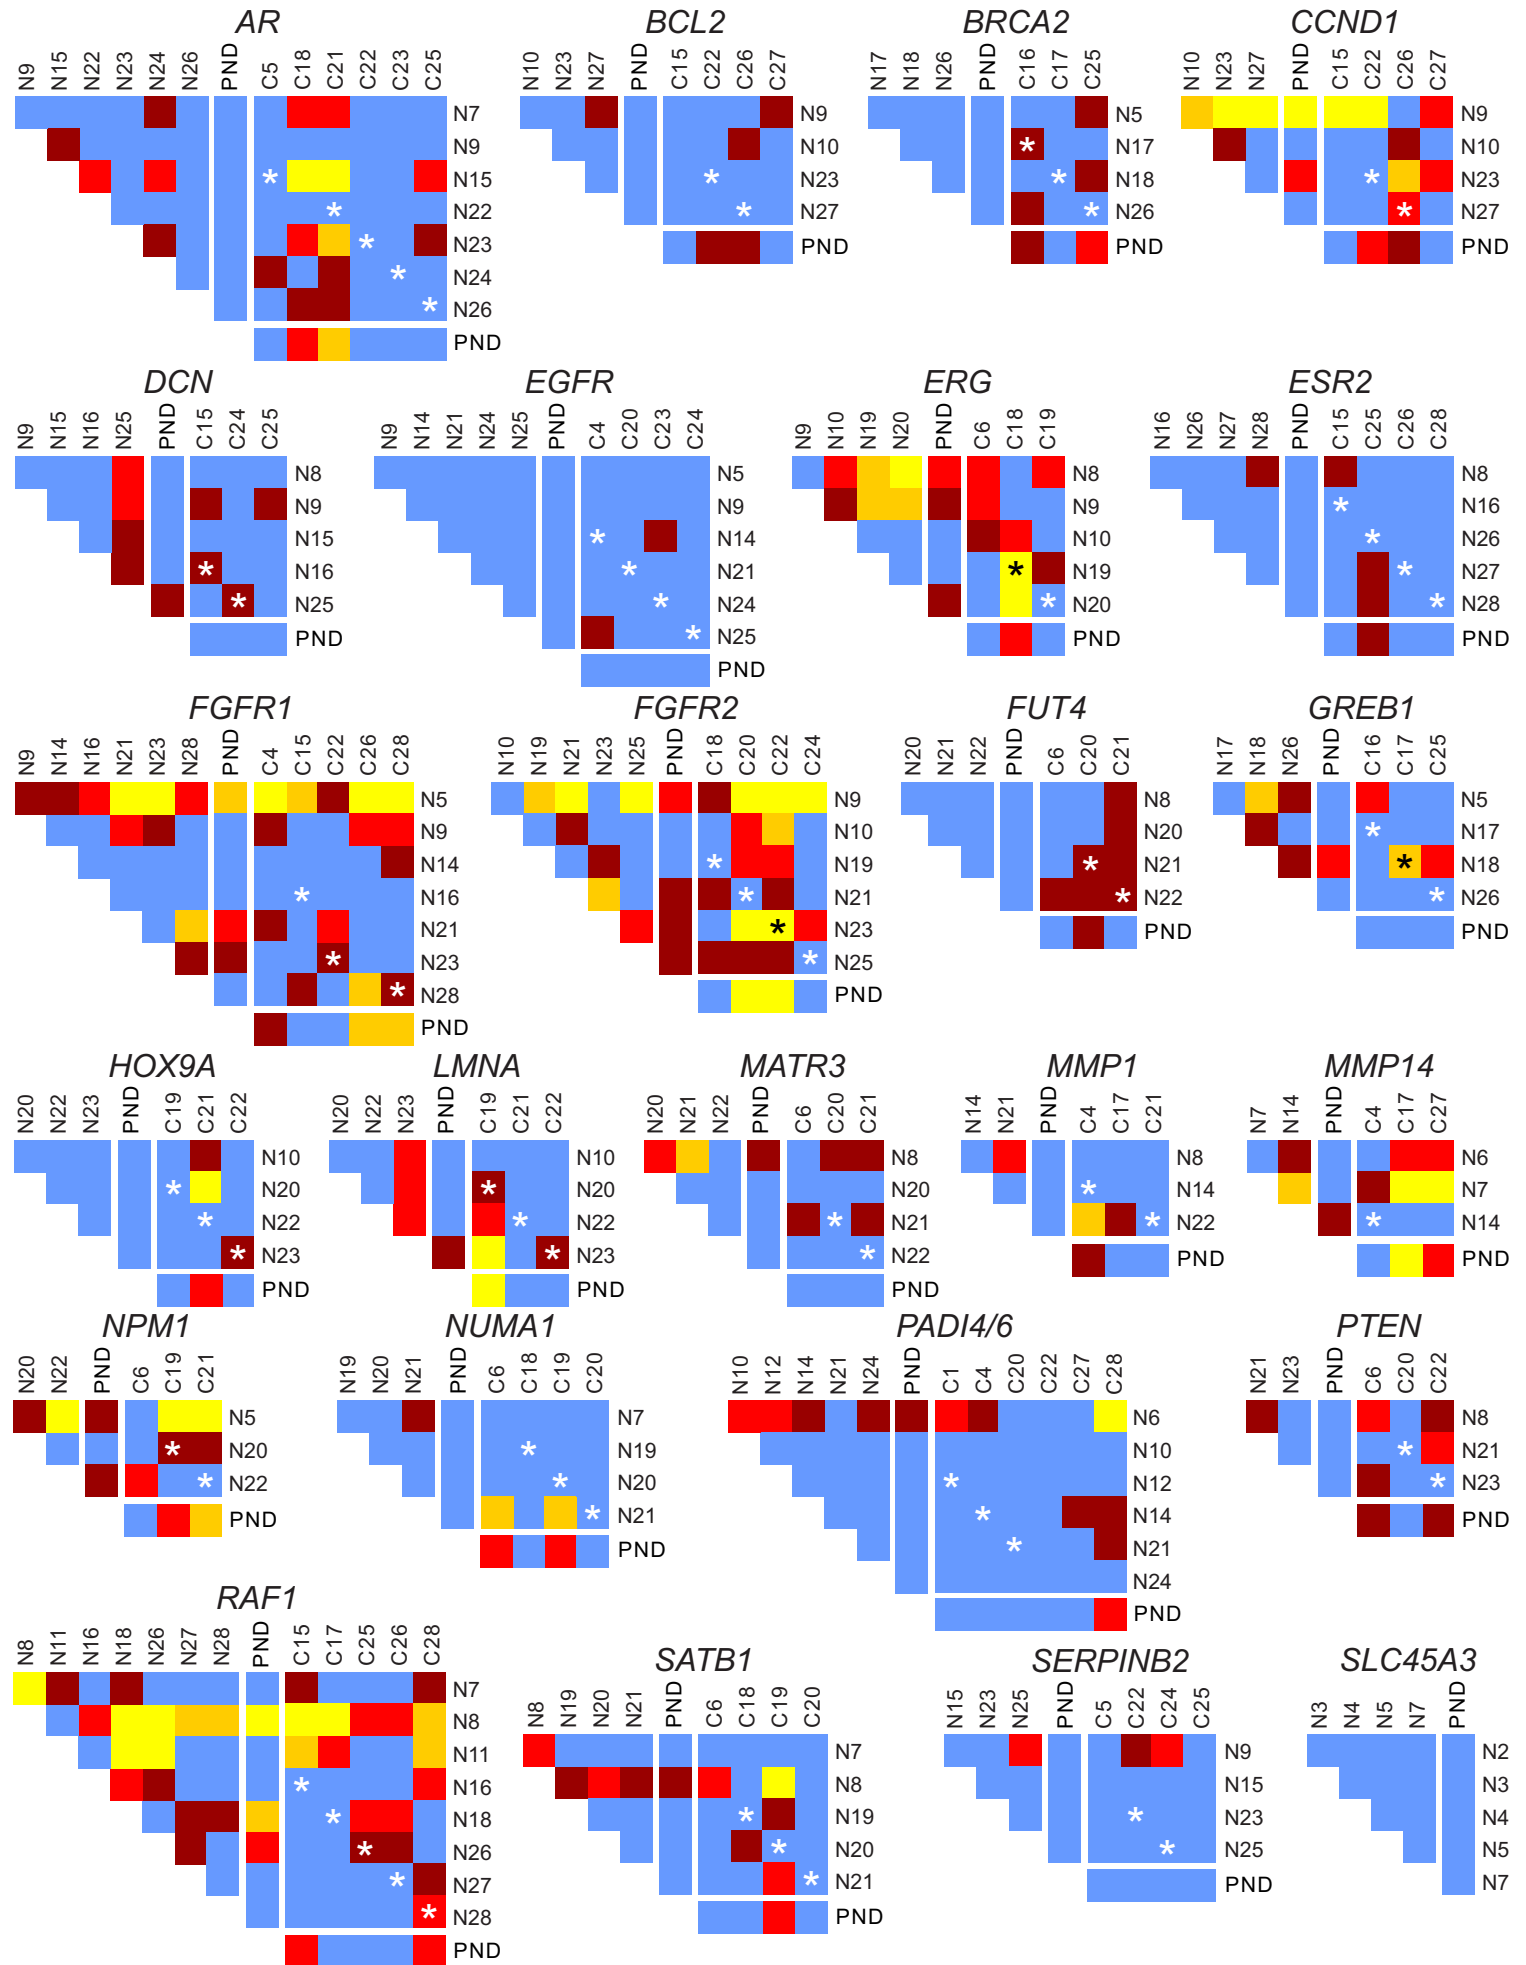 AR BCL2 BRCA2 CCND1
N9 N15 N22 N23 N24 N26 PND C5 C18 C21 C22 C23 C25
N7
N9
N15
* N22
* N23
* N24
* N26
*
PND
N10 N23 N27 PND C15 C22 C26 C27
N9
N10
* N23
* N27
PND
N17 N18 N26 PND C16 C17 C25
N5
* N17
* N18
* N26
PND
N10 N23 N27 PND C15 C22 C26 C27
N9
N10
* N23
* N27
PND
DCN EGFR ERG ESR2
N9 N15 N16 N25 PND C15 C24 C25
N8
N9
N15
* N16
* N25
PND
N9 N14 N21 N24 N25 PND C4 C20 C23 C24
N5
N9
* N14
* N21
* N24
* N25
PND
N9 N10 N19 N20 PND C6 C18 C19
N8
N9
N10
* N19
* N20
PND
N16 N26 N27 N28 PND C15 C25 C26 C28
N8
* N16
* N26
* N27
* N28
PND
FGFR1 FGFR2 FUT4 GREB1
N9 N14 N16 N21 N23 N28 PND C4 C15 C22 C26 C28
N5
N9
N14
* N16
N21
* N23
* N28
PND
N10 N19 N21 N23 N25 PND C18 C20 C22 C24
N9
N10
* N19
* N21
* N23
* N25
PND
N20 N21 N22 PND C6 C20 C21
N8
N20
* N21
* N22
PND
N17 N18 N26 PND C16 C17 C25
N5
* N17
* N18
* N26
PND
HOX9A LMNA MATR3 MMP1 MMP14
N20 N22 N23 PND C19 C21 C22
N10
* N20
* N22
* N23
PND
N20 N22 N23 PND C19 C21 C22
N10
* N20
* N22
* N23
PND
N20 N21 N22 PND C6 C20 C21
N8
N20
* N21
* N22
PND
N14 N21 PND C4 C17 C21
N8
* N14
* N22
PND
N7 N14 PND C4 C17 C27
N6
N7
* N14
PND
NPM1 NUMA1 PADI4/6 PTEN
N20 N22 PND C6 C19 C21
N5
* N20
* N22
PND
N19 N20 N21 PND C6 C18 C19 C20
N7
* N19
* N20
* N21
PND
N10 N12 N14 N21 N24 PND C1 C4 C20 C22 C27 C28
N6
N10
* N12
* N14
* N21
N24
PND
N21 N23 PND C6 C20 C22
N8
* N21
* N23
PND
RAF1 SATB1 SERPINB2 SLC45A3
N8 N11 N16 N18 N26 N27 N28 PND C15 C17 C25 C26 C28
N7
N8
N11
* N16
* N18
* N26
* N27
* N28
PND
N8 N19 N20 N21 PND C6 C18 C19 C20
N7
N8
* N19
* N20
* N21
PND
N15 N23 N25 PND C5 C22 C24 C25
N9
N15
* N23
* N25
PND
N3 N4 N5 N7 PND
N2
N3
N4
N5
N7